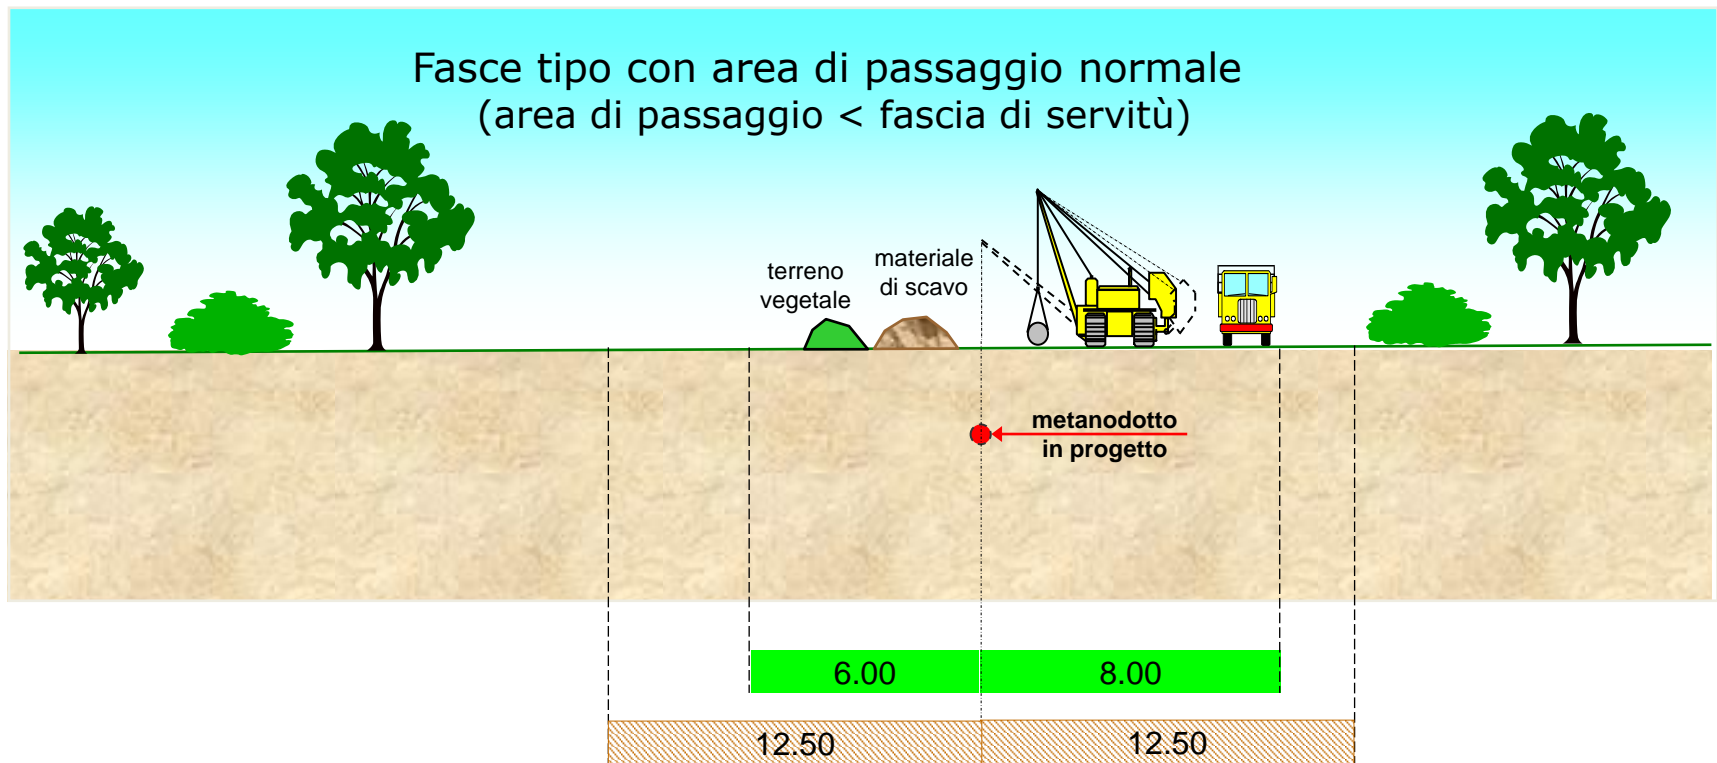 Fasce tipo con area di passaggio normale
(area di passaggio < fascia di servitù)
terreno
vegetale
materiale
di scavo
metanodotto
in progetto
6.00
8.00
12.50
12.50